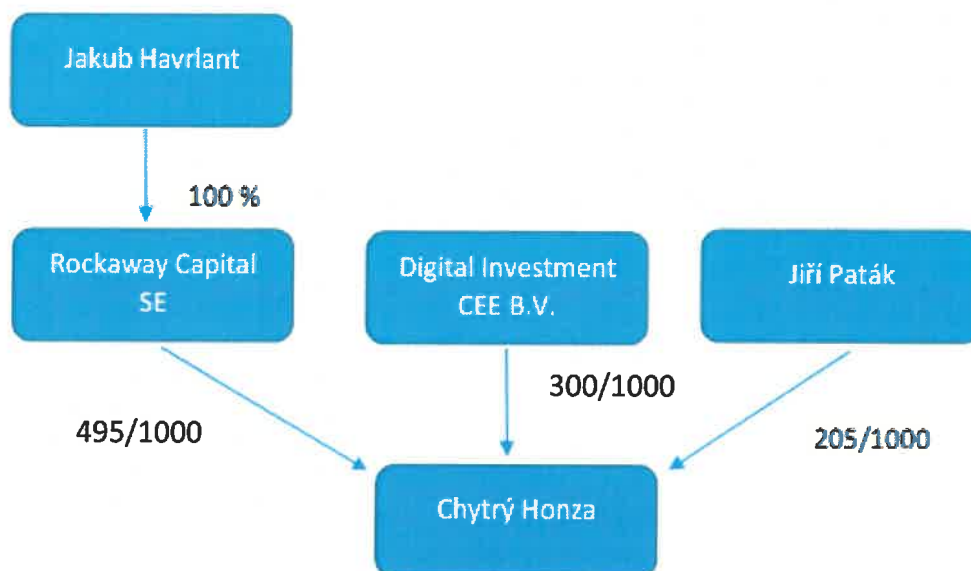 Jakub Havrlant
100 %
Rockaway Capital
SE
Digital Investment
CEE B.V.
Jiří Paták
495/1000
300/1000
205/1000
Chytrý Honza